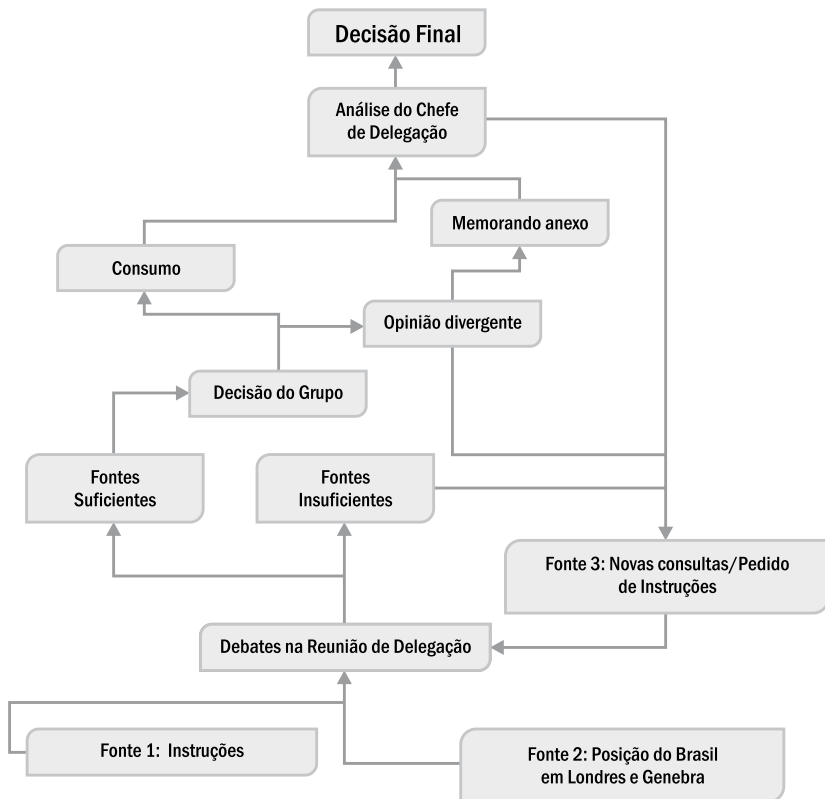 Decisão Final
Análise do Chefe
de Delegação
Memorando anexo
Consumo
Opinião divergente
Decisão do Grupo
Fontes
Suficientes
Fontes
Insuficientes
Fonte 3: Novas consultas/Pedido
de Instruções
Debates na Reunião de Delegação
Fonte 1: Instruções
Fonte 2: Posição do Brasil
em Londres e Genebra